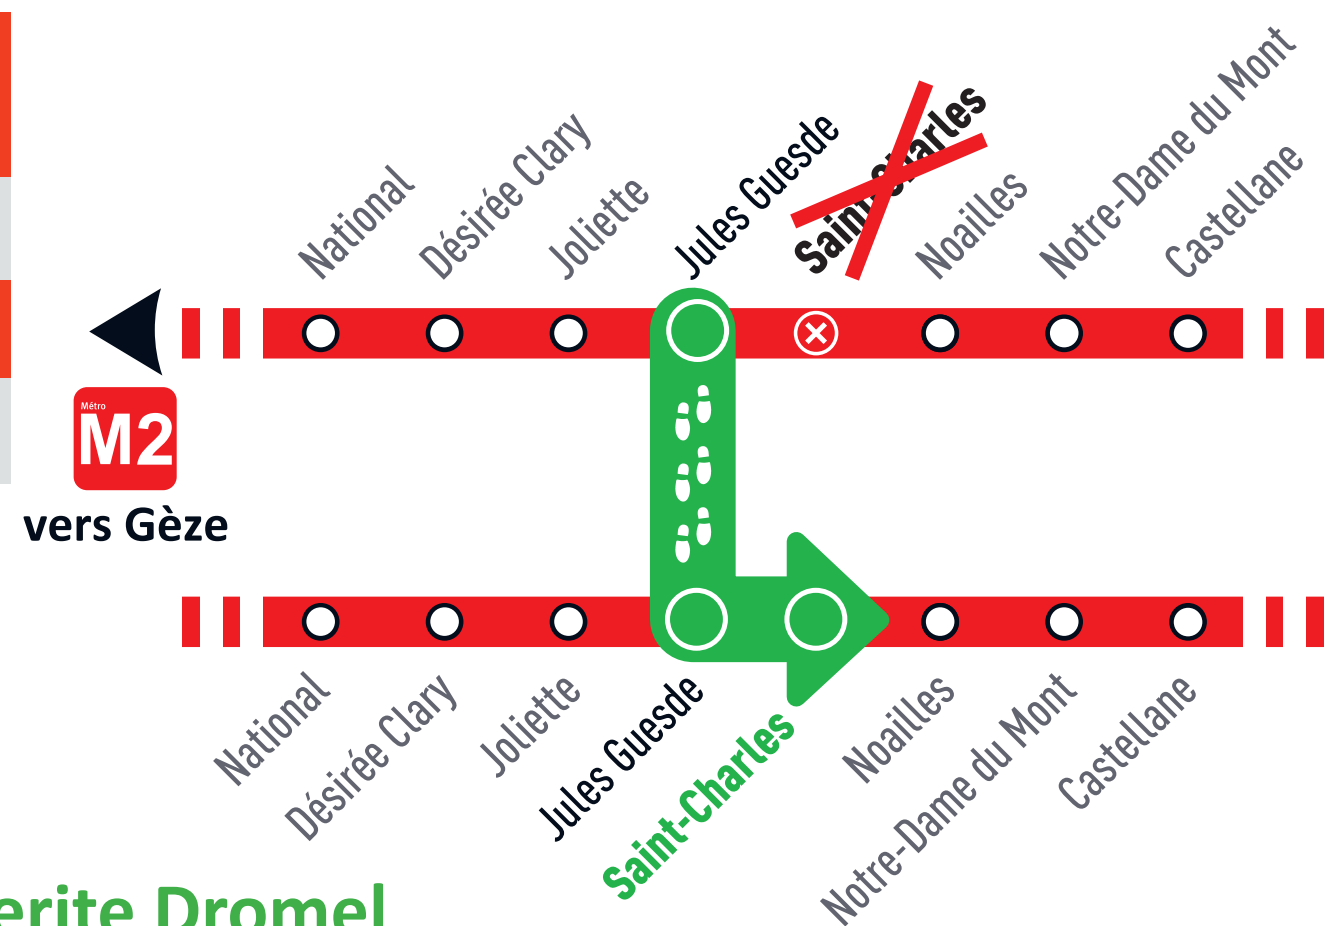 National
Désirée Clary
Joliette
Jules Guesde
Saint-Charles
Noailles
Notre-Dame du Mont
Castellane
Métro
M2
vers Gèze
National
Désirée Clary
Joliette
Jules Guesde
Saint-Charles
Noailles
Notre-Dame du Mont
Castellane
erite Dromel